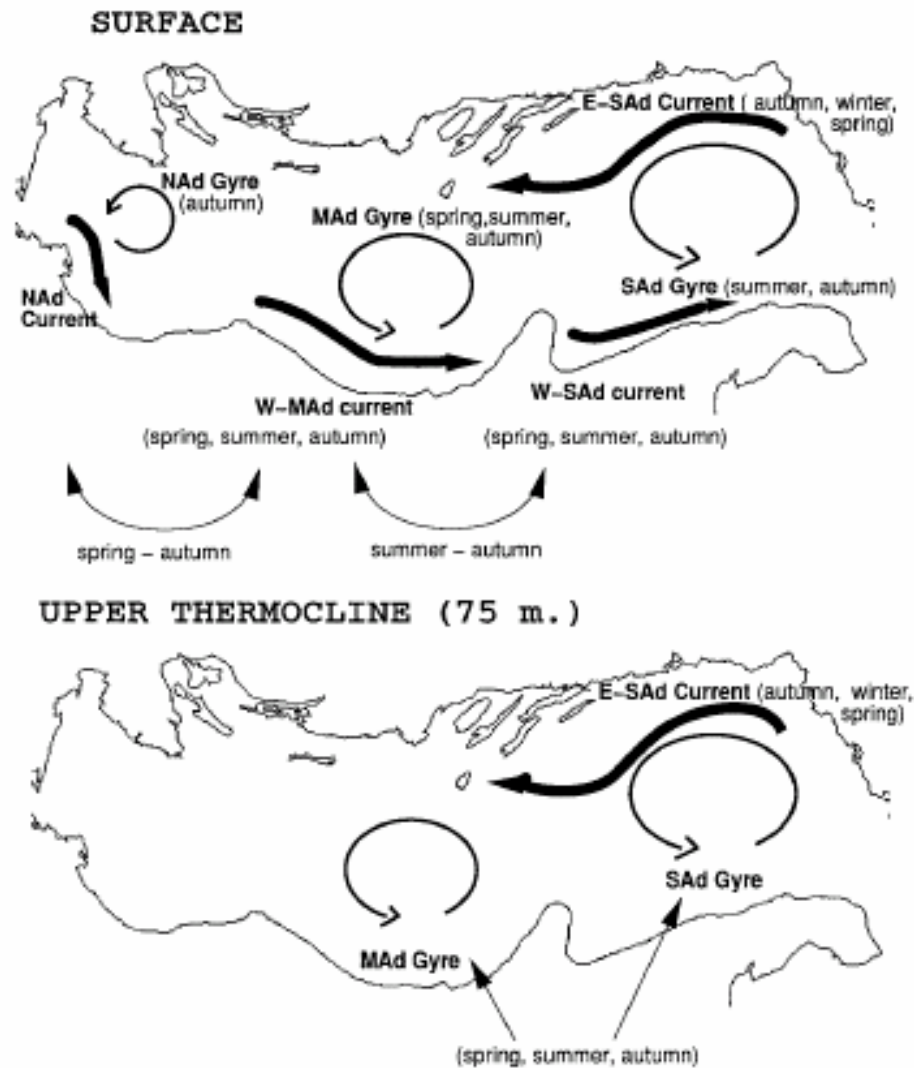 SURFACE
E-SAd Current ( autumn, winter,
spring)
NAd Gyre
(autumn)
MAd Gyre (spring,summer,
autumn)
SAd Gyre (summer, autumn)
NAd
Current
W-MAd current
(spring, summer, autumn)
W-SAd current
(spring, summer, autumn)
spring - autumn
summer - autumn
UPPER THERMOCLINE (75 m.)
E-SAd Current (autumn, winter,
spring)
SAd Gyre
MAd Gyre
(spring, summer, autumn)